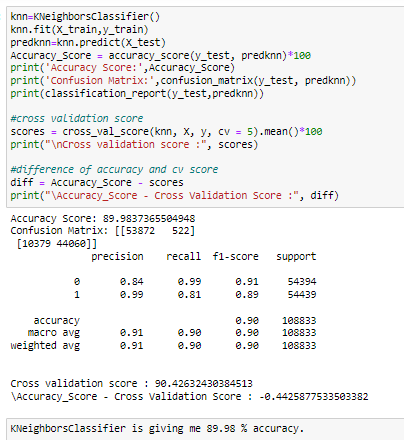 knn=KNeighborsClassifier()
knn.fit(X_train,y_train)
predknn=knn.predict(X_test)
Accuracy_Score = accuracy_score(y_test, predknn)*100
print('Accuracy Score:',Accuracy_Score)
print('Confusion Matrix:',confusion_matrix(y_test, predknn))
print(classification_report(y_test,predknn))
#cross validation score
scores = cross_val_score(knn, X, y, cv = 5).mean()*100
print("\nCross validation score :", scores)
#difference of accuracy and cv score
diff = Accuracy_Score - scores
print("\Accuracy_Score - Cross Validation Score :", diff)
Accuracy Score: 89.9837365504948
Confusion Matrix: [[53872 522]
[10379 44060]]
precision recall f1-score support
0 0.84 0.99 0.91 54394
1 0.99 0.81 0.89 54439
accuracy 0.90 108833
macro avg 0.91 0.90 0.90 108833
weighted avg 0.91 0.90 0.90 108833
Cross validation score : 90.42632430384513
\Accuracy_Score - Cross Validation Score : -0.4425877533503382
KNeighborsClassifier is giving me 89.98 % accuracy.